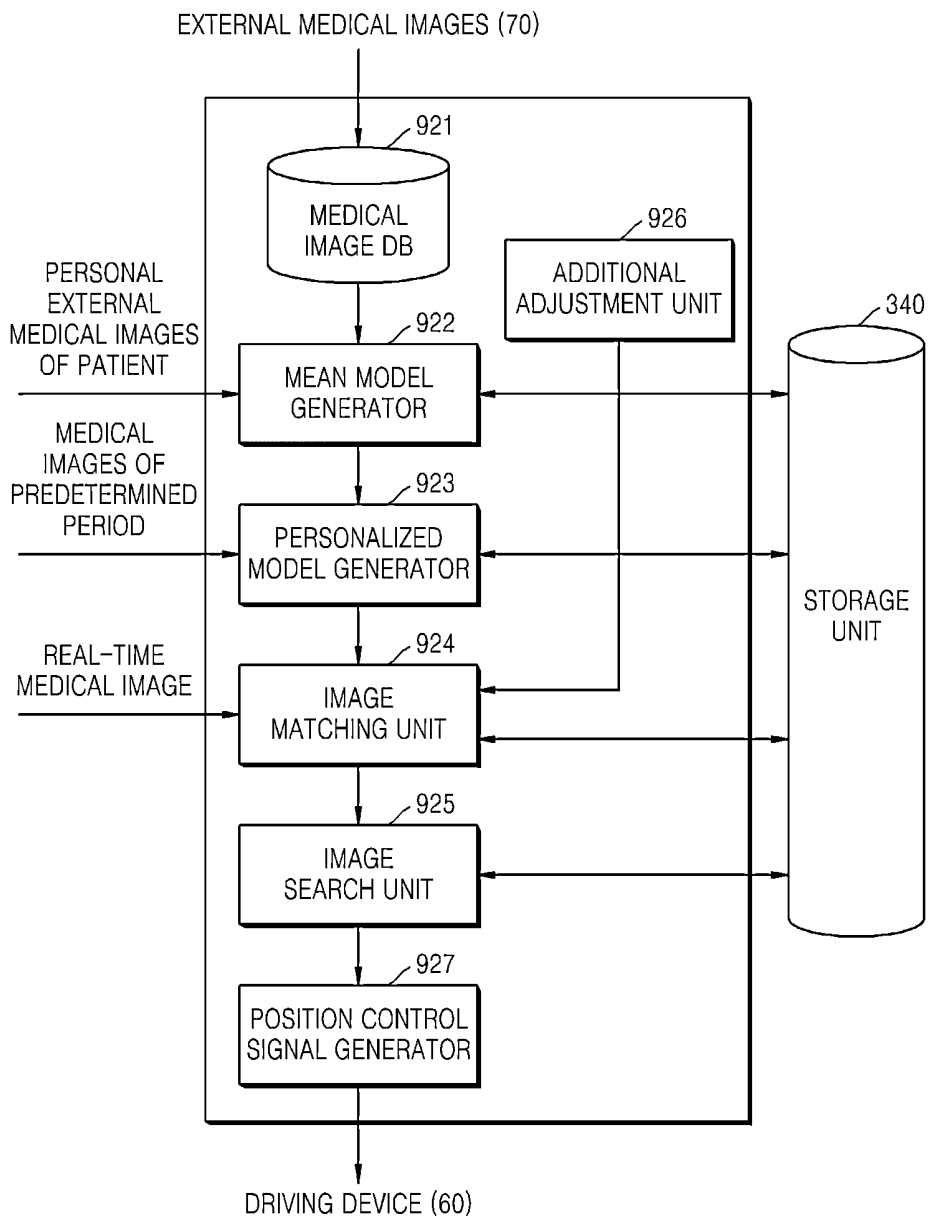 EXTERNAL MEDICAL IMAGES (70)
921
MEDICAL
IMAGE DB
926
ADDITIONAL
ADJUSTMENT UNIT
PERSONAL
EXTERNAL
MEDICAL IMAGES
OF PATIENT
922
MEAN MODEL
GENERATOR
340
MEDICAL
IMAGES OF
PREDETERMINED
PERIOD
923
PERSONALIZED
MODEL GENERATOR
STORAGE
UNIT
REAL-TIME
MEDICAL IMAGE
924
IMAGE
MATCHING UNIT
925
IMAGE
SEARCH UNIT
927
POSITION CONTROL
SIGNAL GENERATOR
DRIVING DEVICE (60)